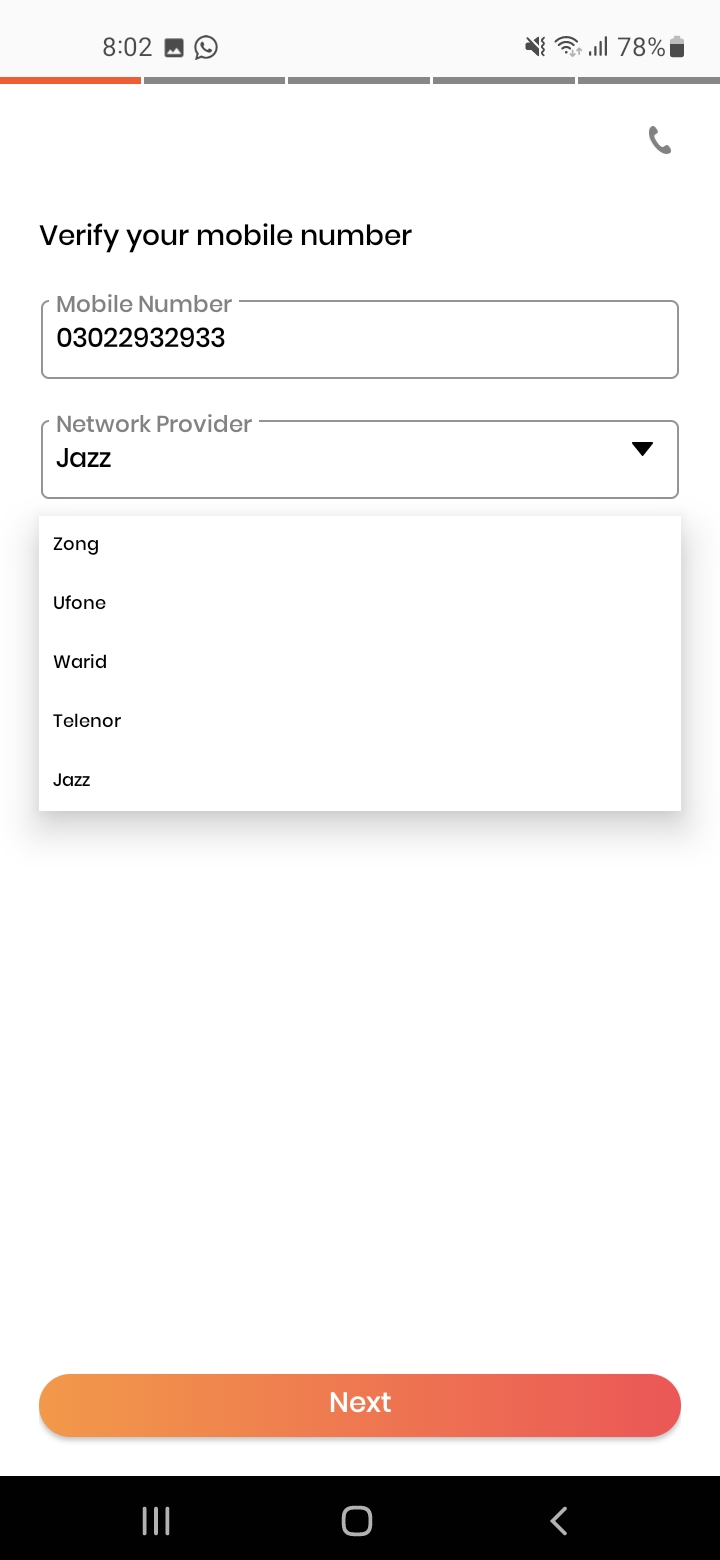 8:02
78%
Verify your mobile number
Mobile Number
03022932933
Network Provider
Jazz
Zong
Ufone
Warid
Telenor
Jazz
Next